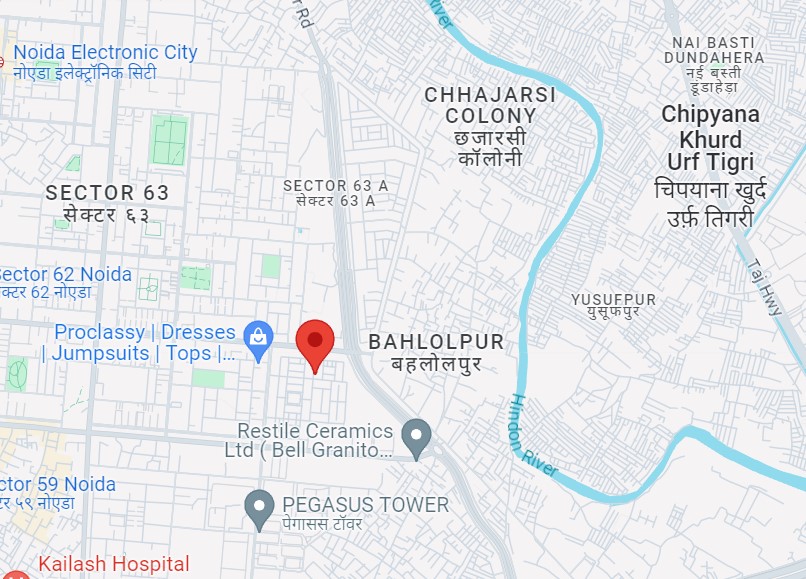 r Rd
River
Noida Electronic City
नोएडा इलेक्ट्रॉनिक सिटी
NAI BASTI
DUNDAHERA
नई बस्ती
डूंडाहेड़ा
CHHAJARSI
COLONY
छजारसी
कॉलोनी
Chipyana
Khurd
Urf Tigri
चिपयाना खुर्द
उर्फ़ तिगरी
SECTOR 63
सेक्टर ६३
SECTOR 63 A
सेक्टर 63 A
Sector 62 Noida
क्टर 62 नोएडा
Taj Hwy
YUSUFPUR
युसूफपुर
Proclassy | Dresses
| Jumpsuits | Tops |...
BAHLOLPUR
बहलोलपुर
Hindon River
Restile Ceramics
Ltd ( Bell Granito...
ctor 59 Noida
टर ५९ नोएडा
PEGASUS TOWER
पेगासस टॉवर
Kailash Hospital